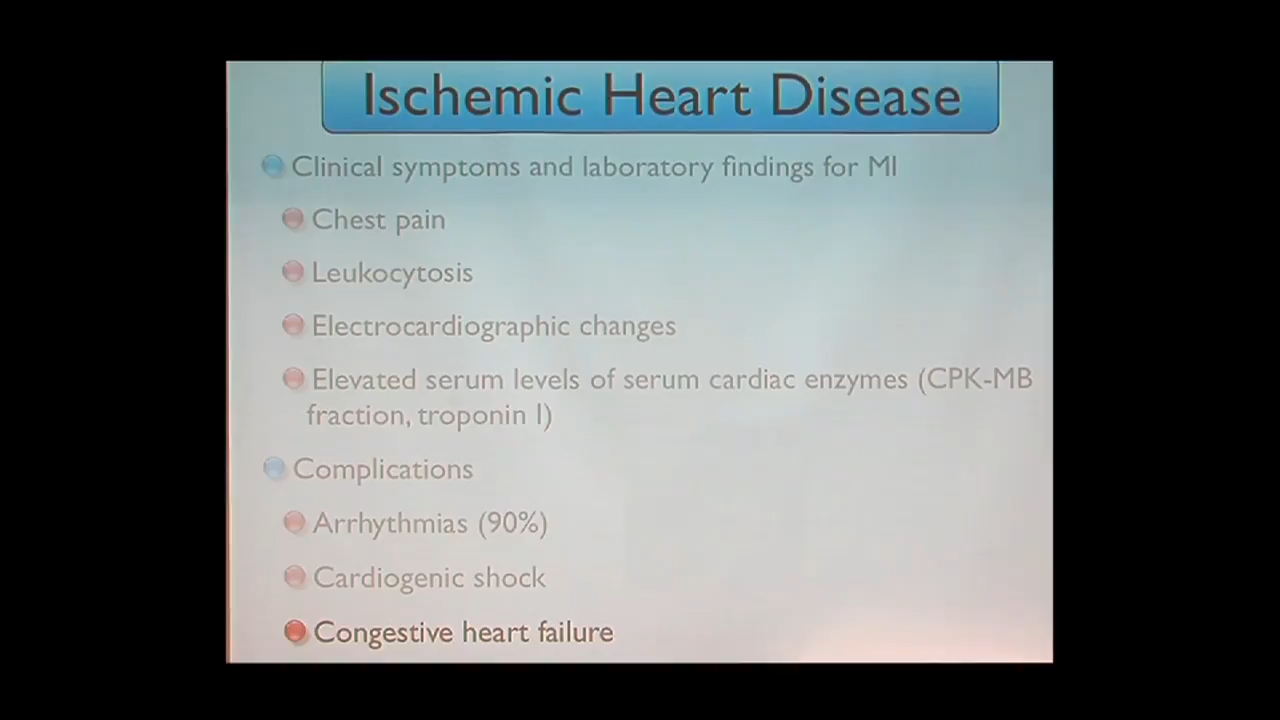 Ischemic Heart Disease
Clinical symptoms and laboratory findings for MI
Chest pain
Leukocytosis
Electrocardiographic changes
Elevated serum levels of serum cardiac enzymes (CPK-MB
fraction, troponin I)
Complications
Arrhythmias (90%)
Cardiogenic shock
Congestive heart failure